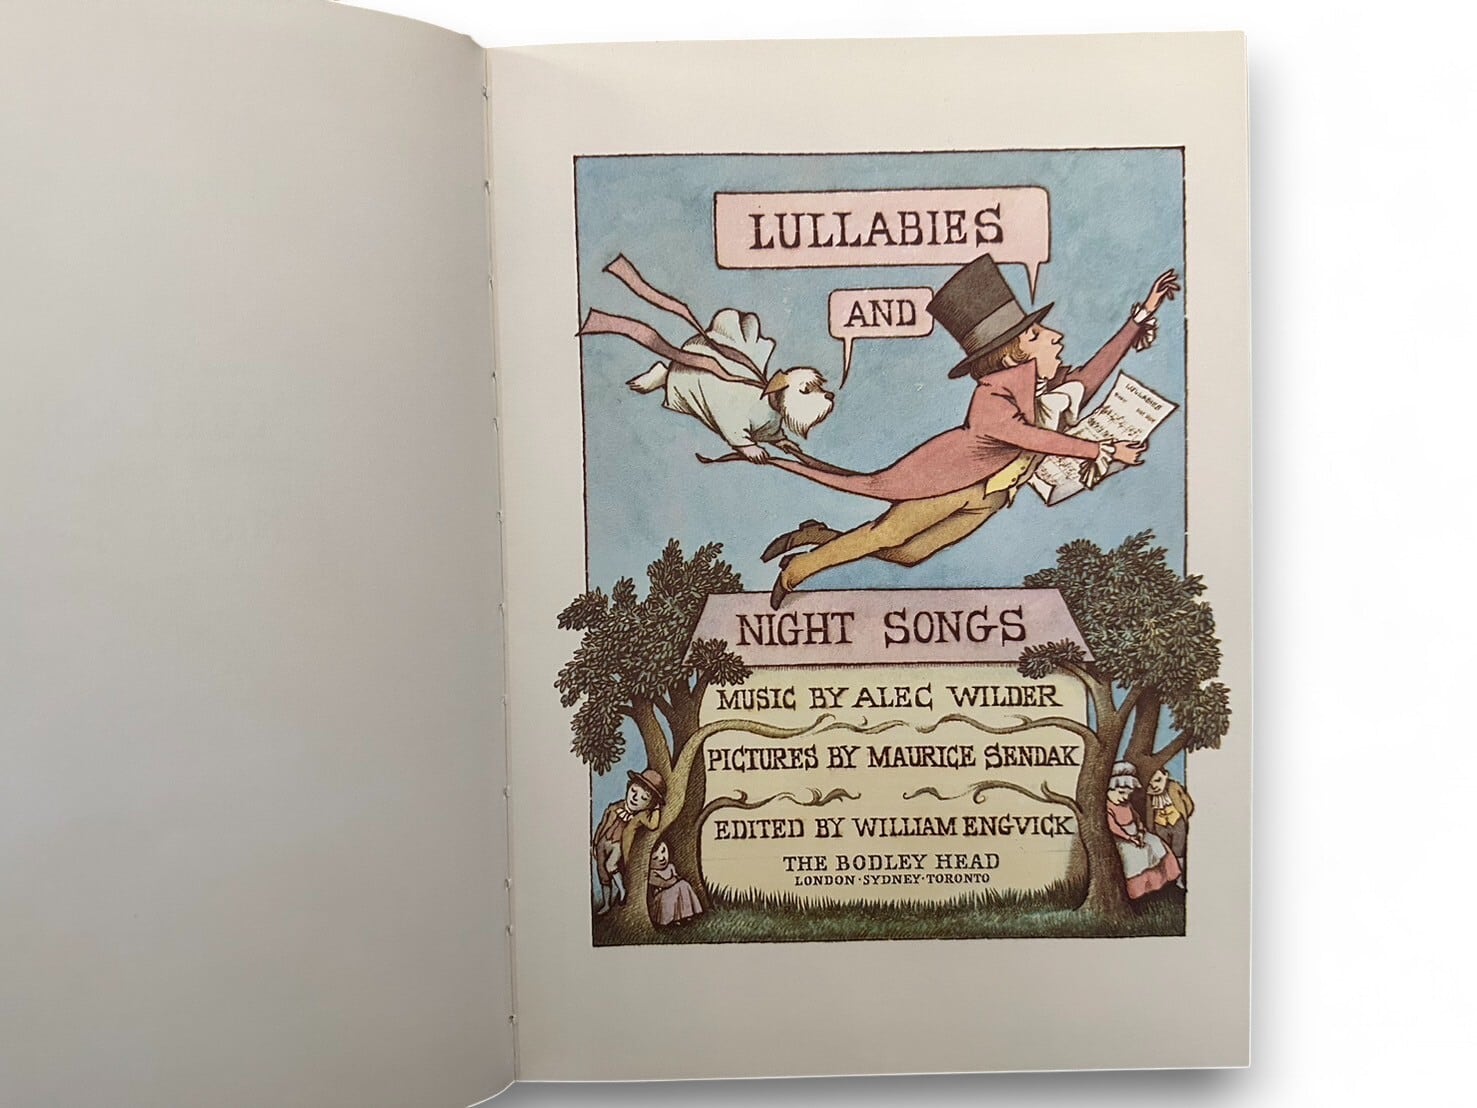 LULLABIES
AND
LULLABIES
NIGHT SONGS
MUSIC BY ALEC WILDER
PICTURES BY MAURICE SENDAK
EDITED BY WILLIAM ENGVICK
THE BODLEY HEAD
LONDON · SYDNEY · TORONTO